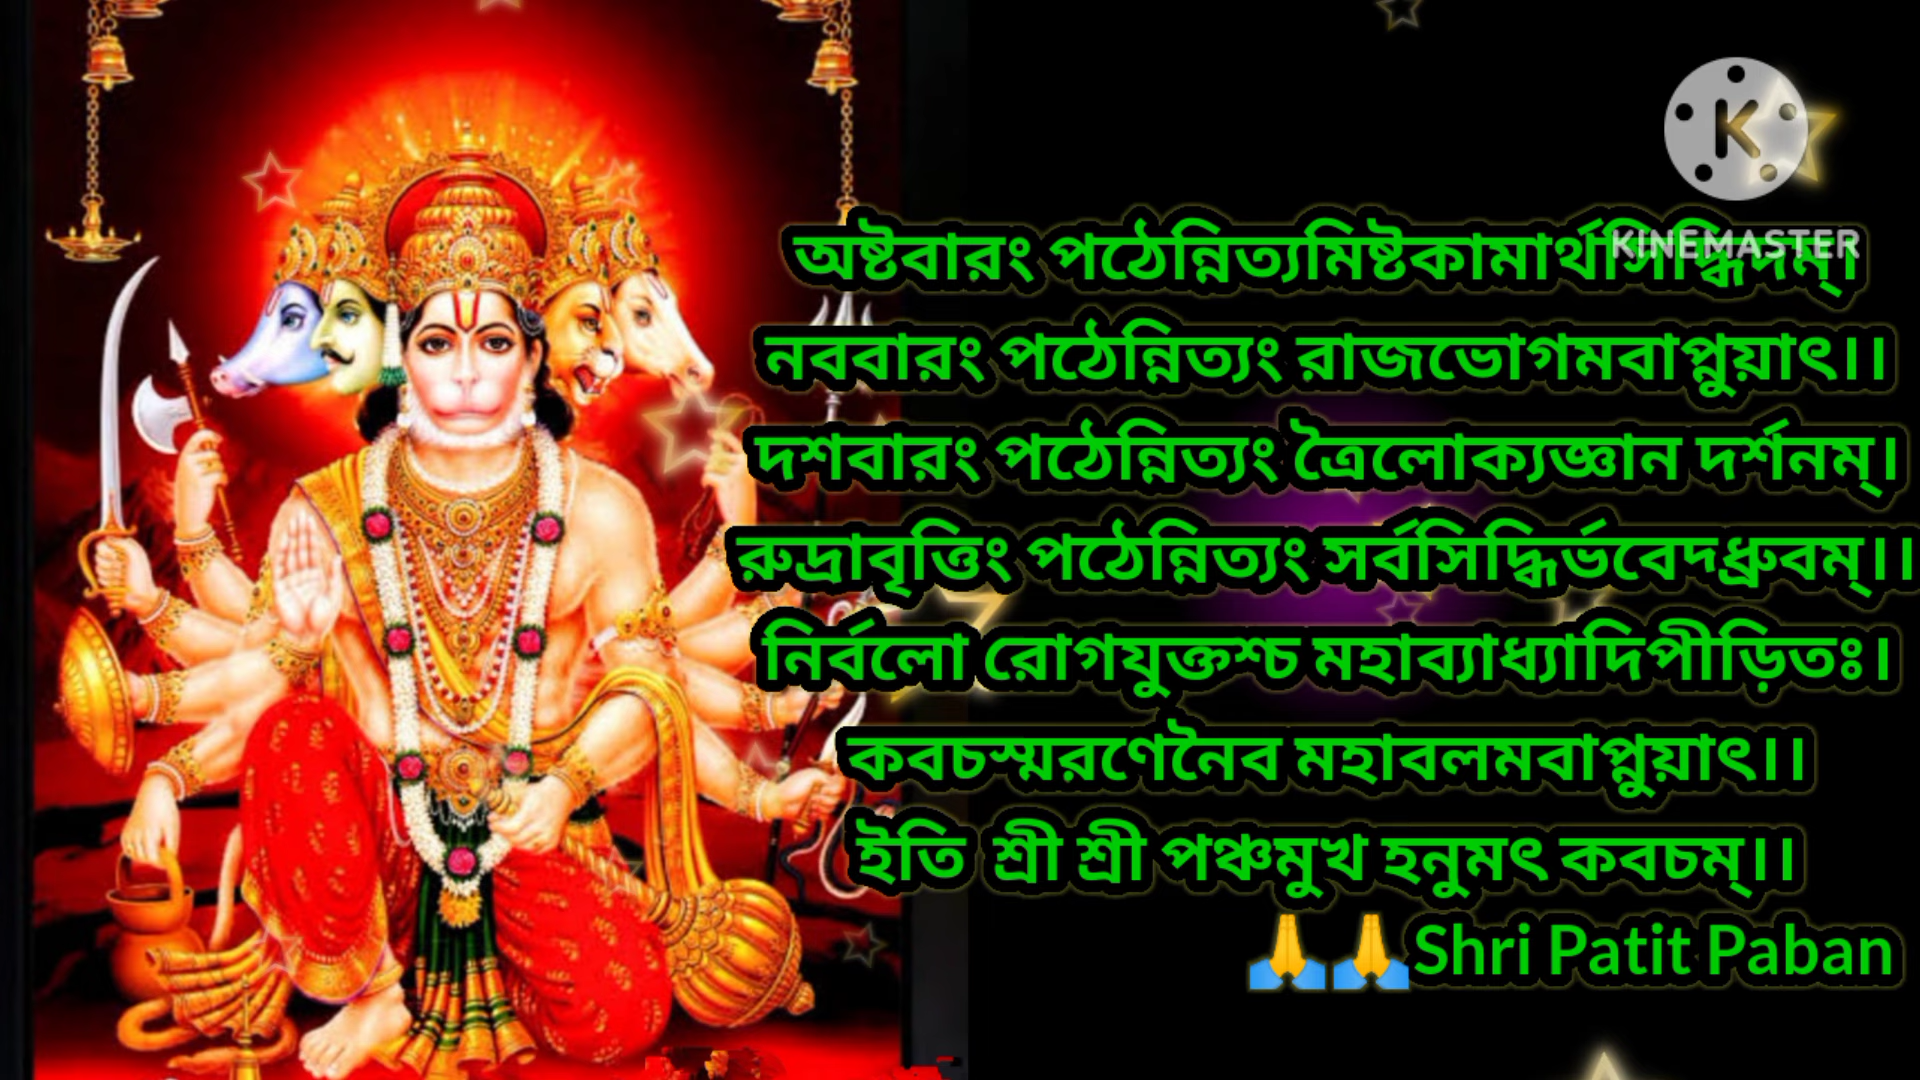 KINEMASTER
অষ্টবারং পঠেন্নিত্যমিষ্টকামার্থসিদ্ধিদম্।
নববারং পঠেন্নিত্যং রাজভোগমবাপ্নুয়াৎ।।
দশবারং পঠেন্নিত্যং ত্রৈলোক্যজ্ঞান দর্শনম্।
রুদ্রাবৃত্তিং পঠেন্নিত্যং সর্বসিদ্ধির্ভবেদধ্রুবম্।।
নির্বলো রোগযুক্তশ্চ মহাব্যাধ্যাদিপীড়িতঃ।
কবচস্মরণেনৈব মহাবলমবাপ্নুয়াৎ।।
ইতি শ্রী শ্রী পঞ্চমুখ হনুমৎ কবচম্।।
🙏🙏Shri Patit Paban